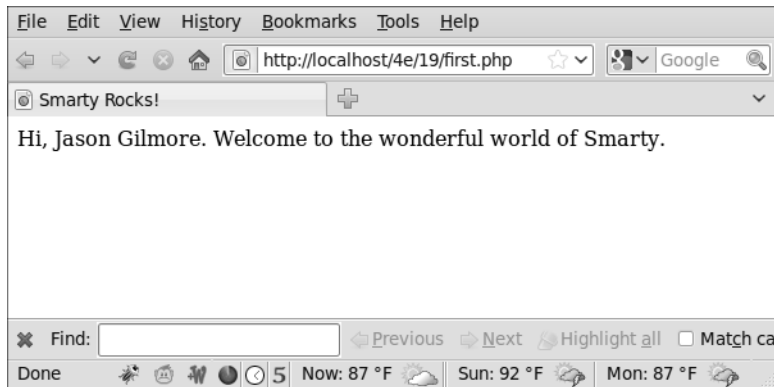 File Edit View History Bookmarks Tools Help
http://localhost/4e/19/first.php Google
Smarty Rocks!
Hi, Jason Gilmore. Welcome to the wonderful world of Smarty.
Find: Previous Next Highlight all Match ca
Done 5 Now: 87 °F Sun: 92 °F Mon: 87 °F